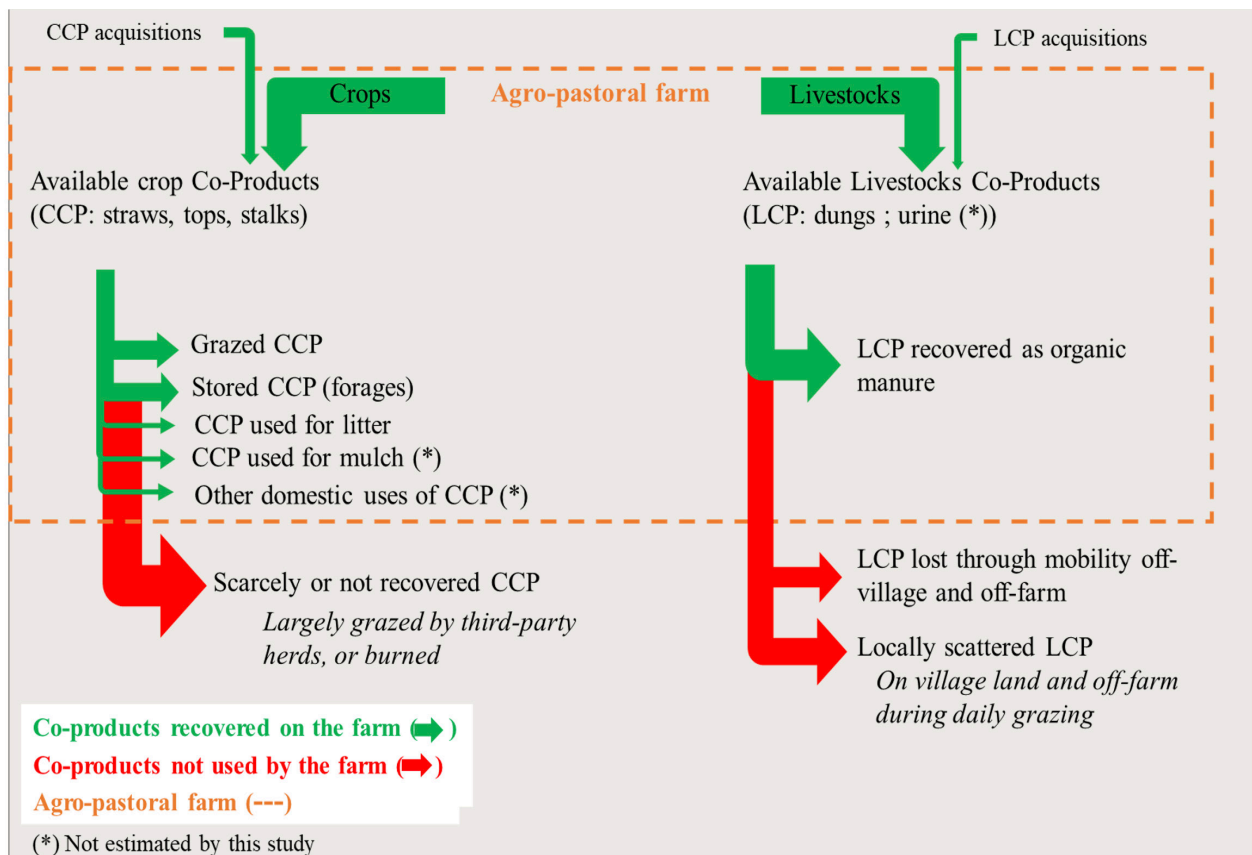 CCP acquisitions
LCP acquisitions
Crops
Agro-pastoral farm
Livestocks
Available crop Co-Products
(CCP: straws, tops, stalks)
Available Livestocks Co-Products
(LCP: dungs ; urine (*))
Grazed CCP
Stored CCP (forages)
CCP used for litter
CCP used for mulch (*)
Other domestic uses of CCP (*)
LCP recovered as organic
manure
Scarcely or not recovered CCP
Largely grazed by third-party
herds, or burned
LCP lost through mobility off-
village and off-farm
Locally scattered LCP
On village land and off-farm
during daily grazing
Co-products recovered on the farm (➡)
Co-products not used by the farm (➡)
Agro-pastoral farm (---)
(*) Not estimated by this study